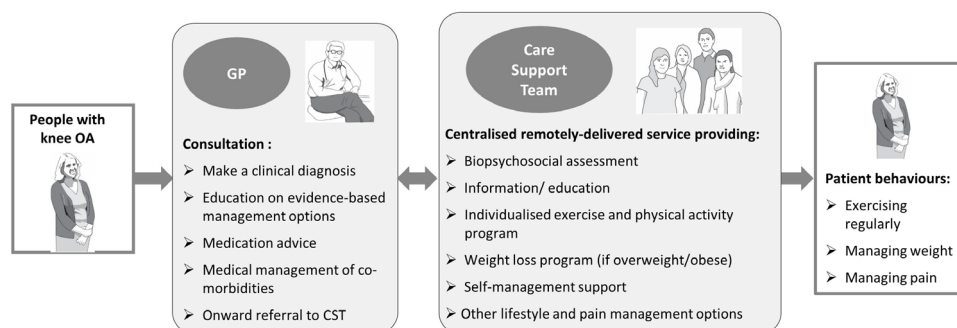 People with
knee OA
GP
Consultation :
➢ Make a clinical diagnosis
➢ Education on evidence-based
management options
➢ Medication advice
➢ Medical management of co-
morbidities
➢ Onward referral to CST
Care
Support
Team
Centralised remotely-delivered service providing:
➢ Biopsychosocial assessment
➢ Information/ education
➢ Individualised exercise and physical activity
program
➢ Weight loss program (if overweight/obese)
➢ Self-management support
➢ Other lifestyle and pain management options
Patient behaviours:
➢ Exercising
regularly
➢ Managing weight
➢ Managing pain